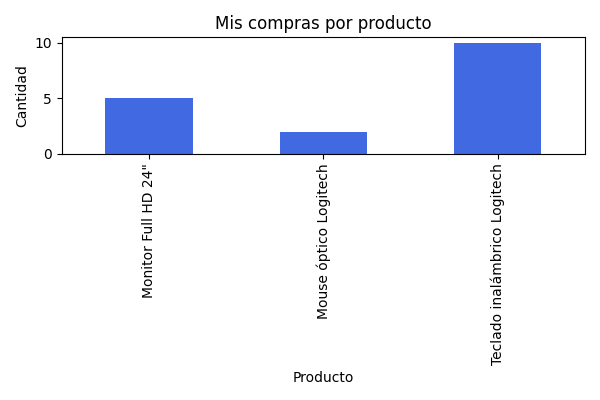 Mis compras por producto
Cantidad
10
5
0
Monitor Full HD 24"
Mouse óptico Logitech
Teclado inalámbrico Logitech
Producto